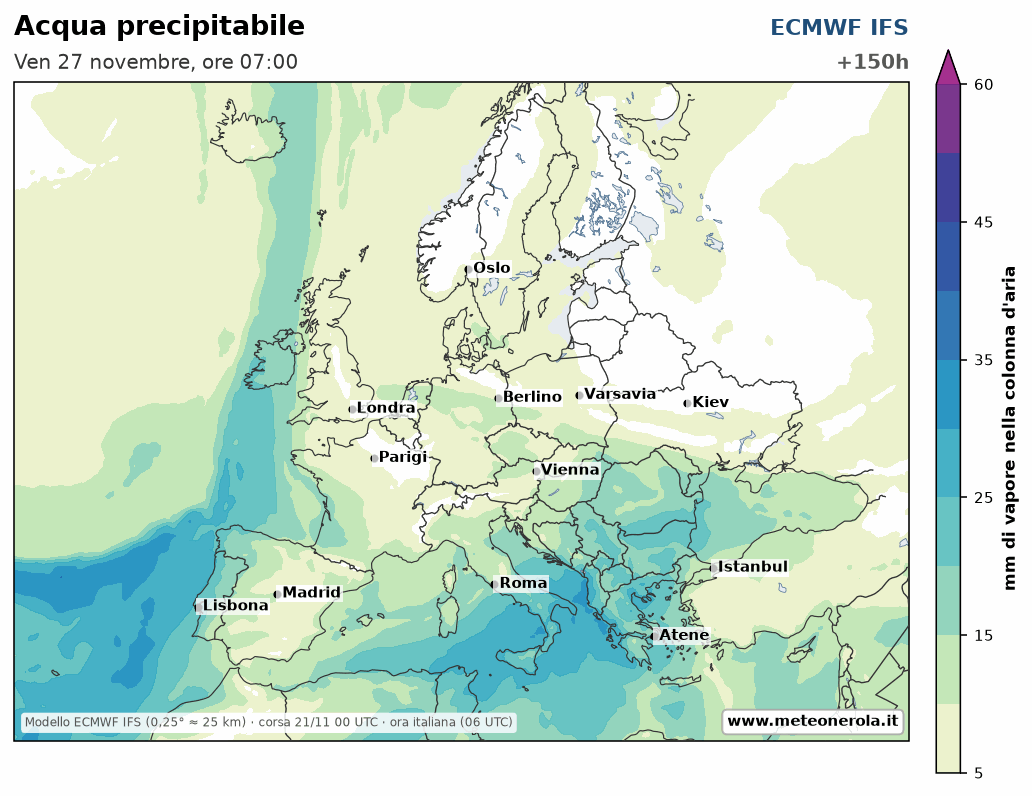 Acqua precipitabile
ECMWF IFS
Ven 27 novembre, ore 07:00
+150h
60
45
35
25
15
5
mm di vapore nella colonna d'aria
Oslo
Londra
Berlino
Varsavia
Kiev
Parigi
Vienna
Istanbul
Roma
Madrid
Lisbona
Atene
Modello ECMWF IFS (0,25° ≈ 25 km) · corsa 21/11 00 UTC · ora italiana (06 UTC)
www.meteonerola.it